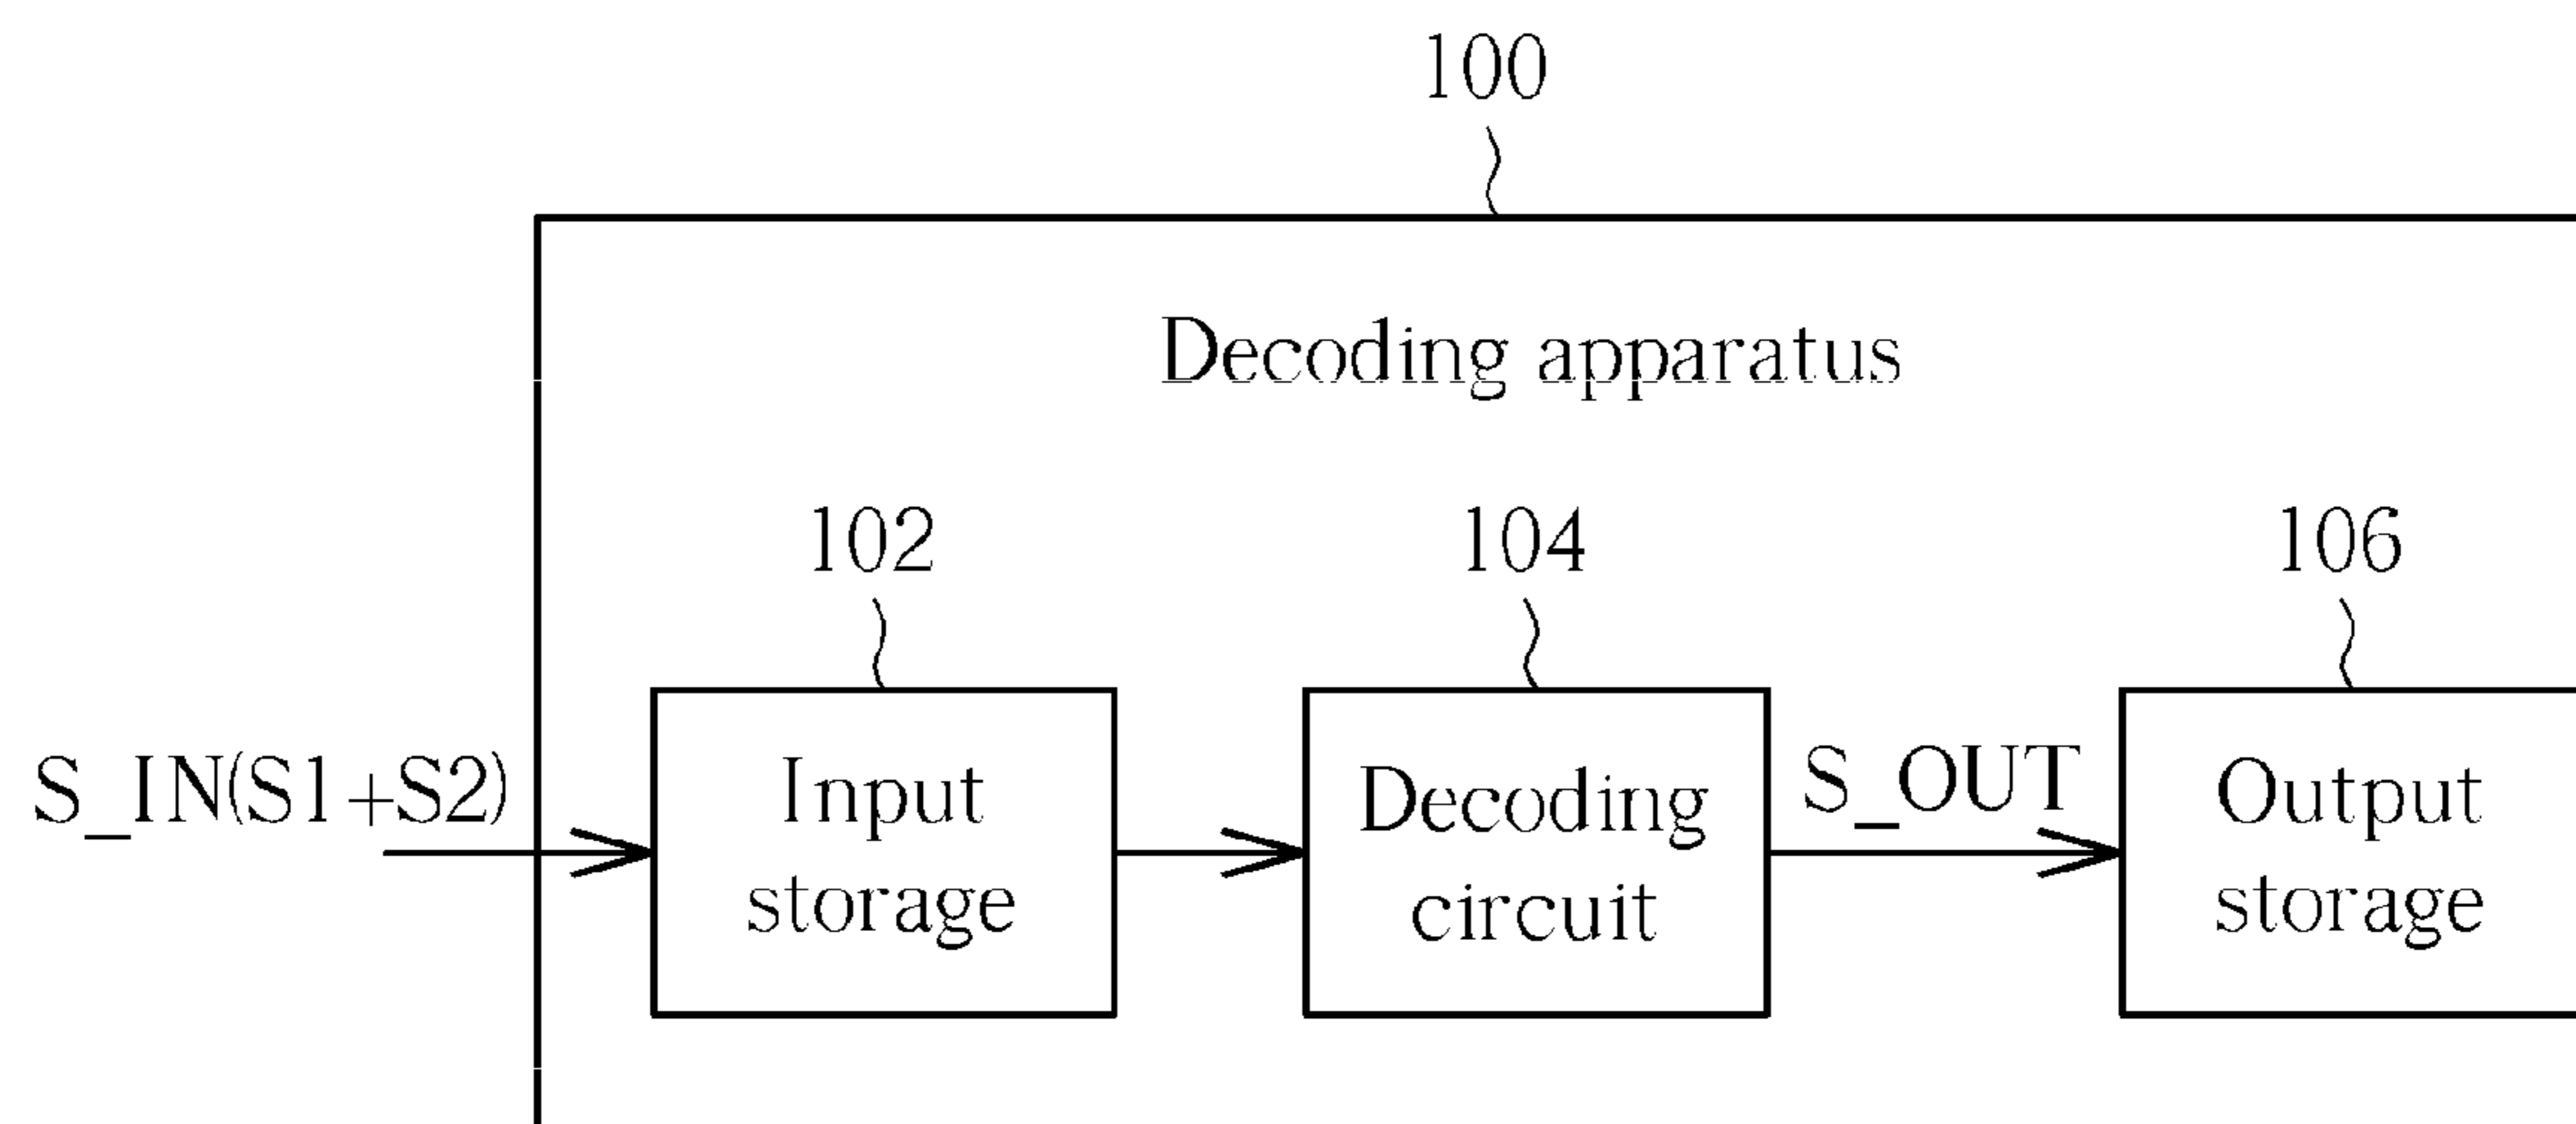 100
Decoding apparatus
102
104
106
S_IN(S1+S2)
Input
storage
Decoding
circuit
S_OUT
Output
storage